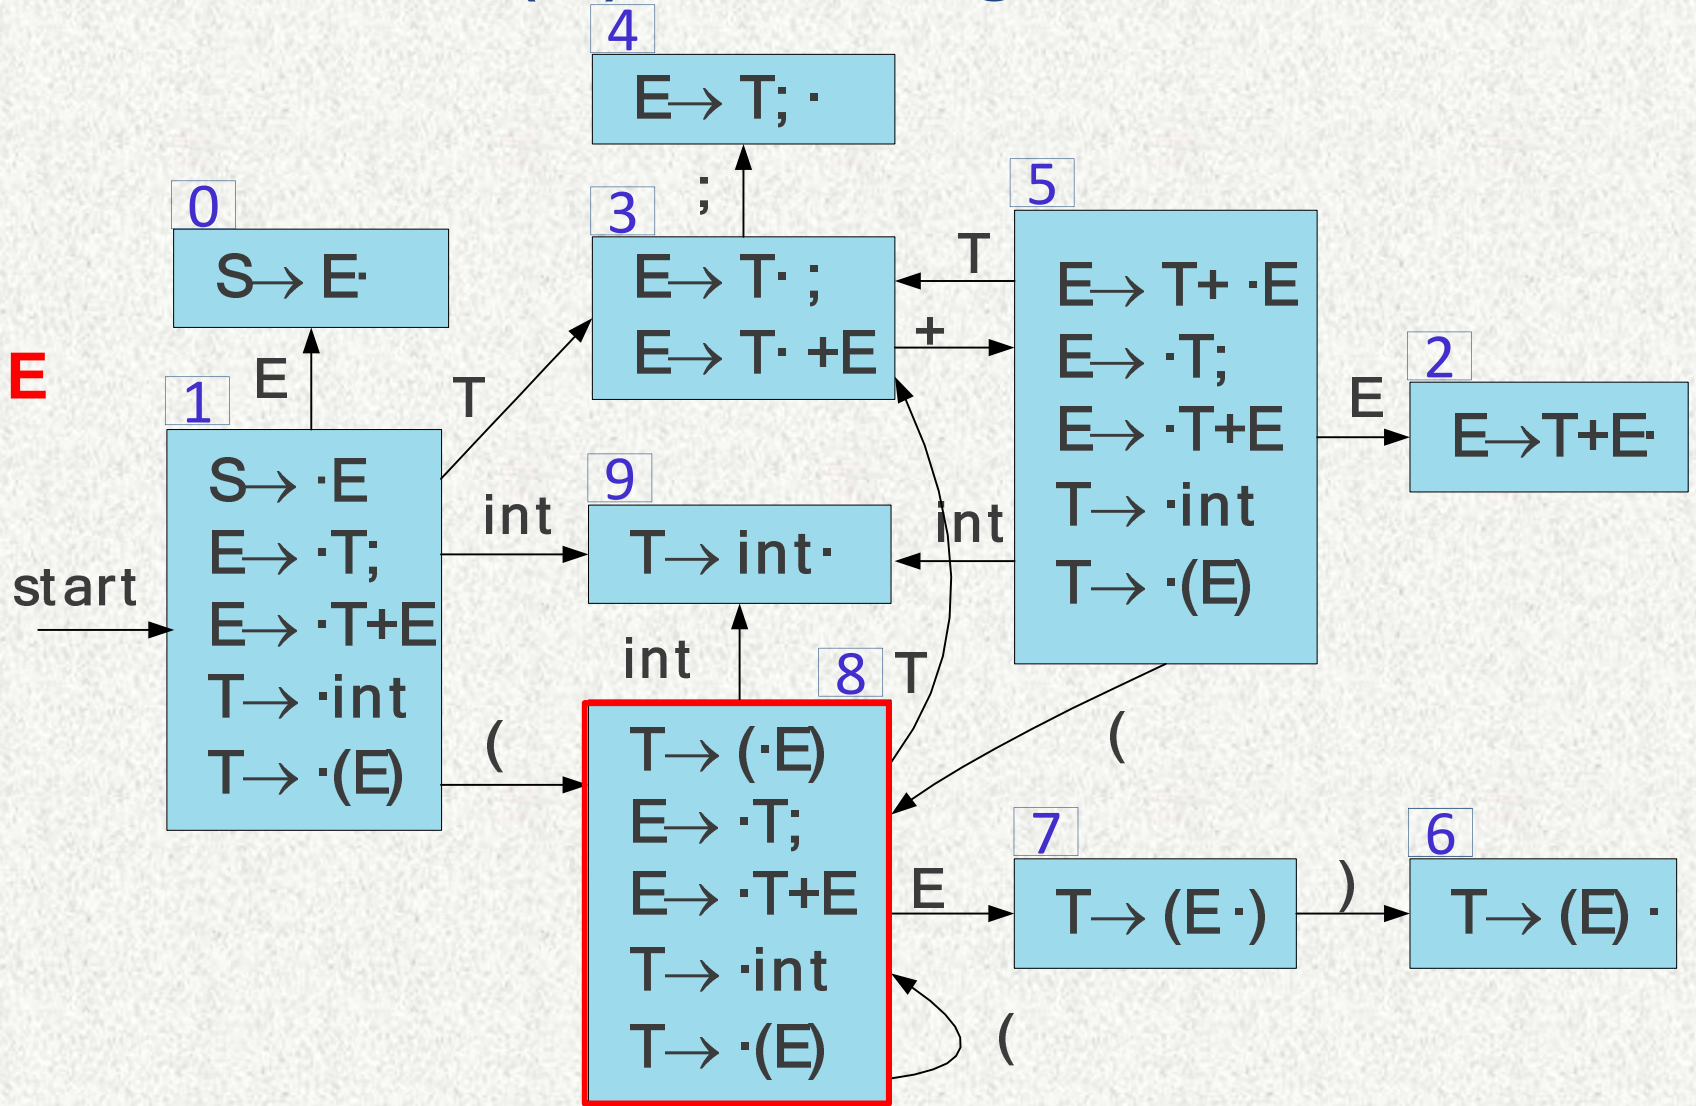 4
E→ T; ·
;
0
S→ E·
3
E→ T· ;
E→ T· +E
T
+
5
E→ T+ ·E
E→ ·T;
E→ ·T+E
T→ ·int
T→ ·(E)
E
2
E→T+E·
E
1
E
T
S→ ·E
E→ ·T;
E→ ·T+E
T→ ·int
T→ ·(E)
start
int
9
T→ int·
int
int
(
8
T
(
T→ (·E)
E→ ·T;
E→ ·T+E
T→ ·int
T→ ·(E)
E
7
T→ (E ·)
)
6
T→ (E) ·
(